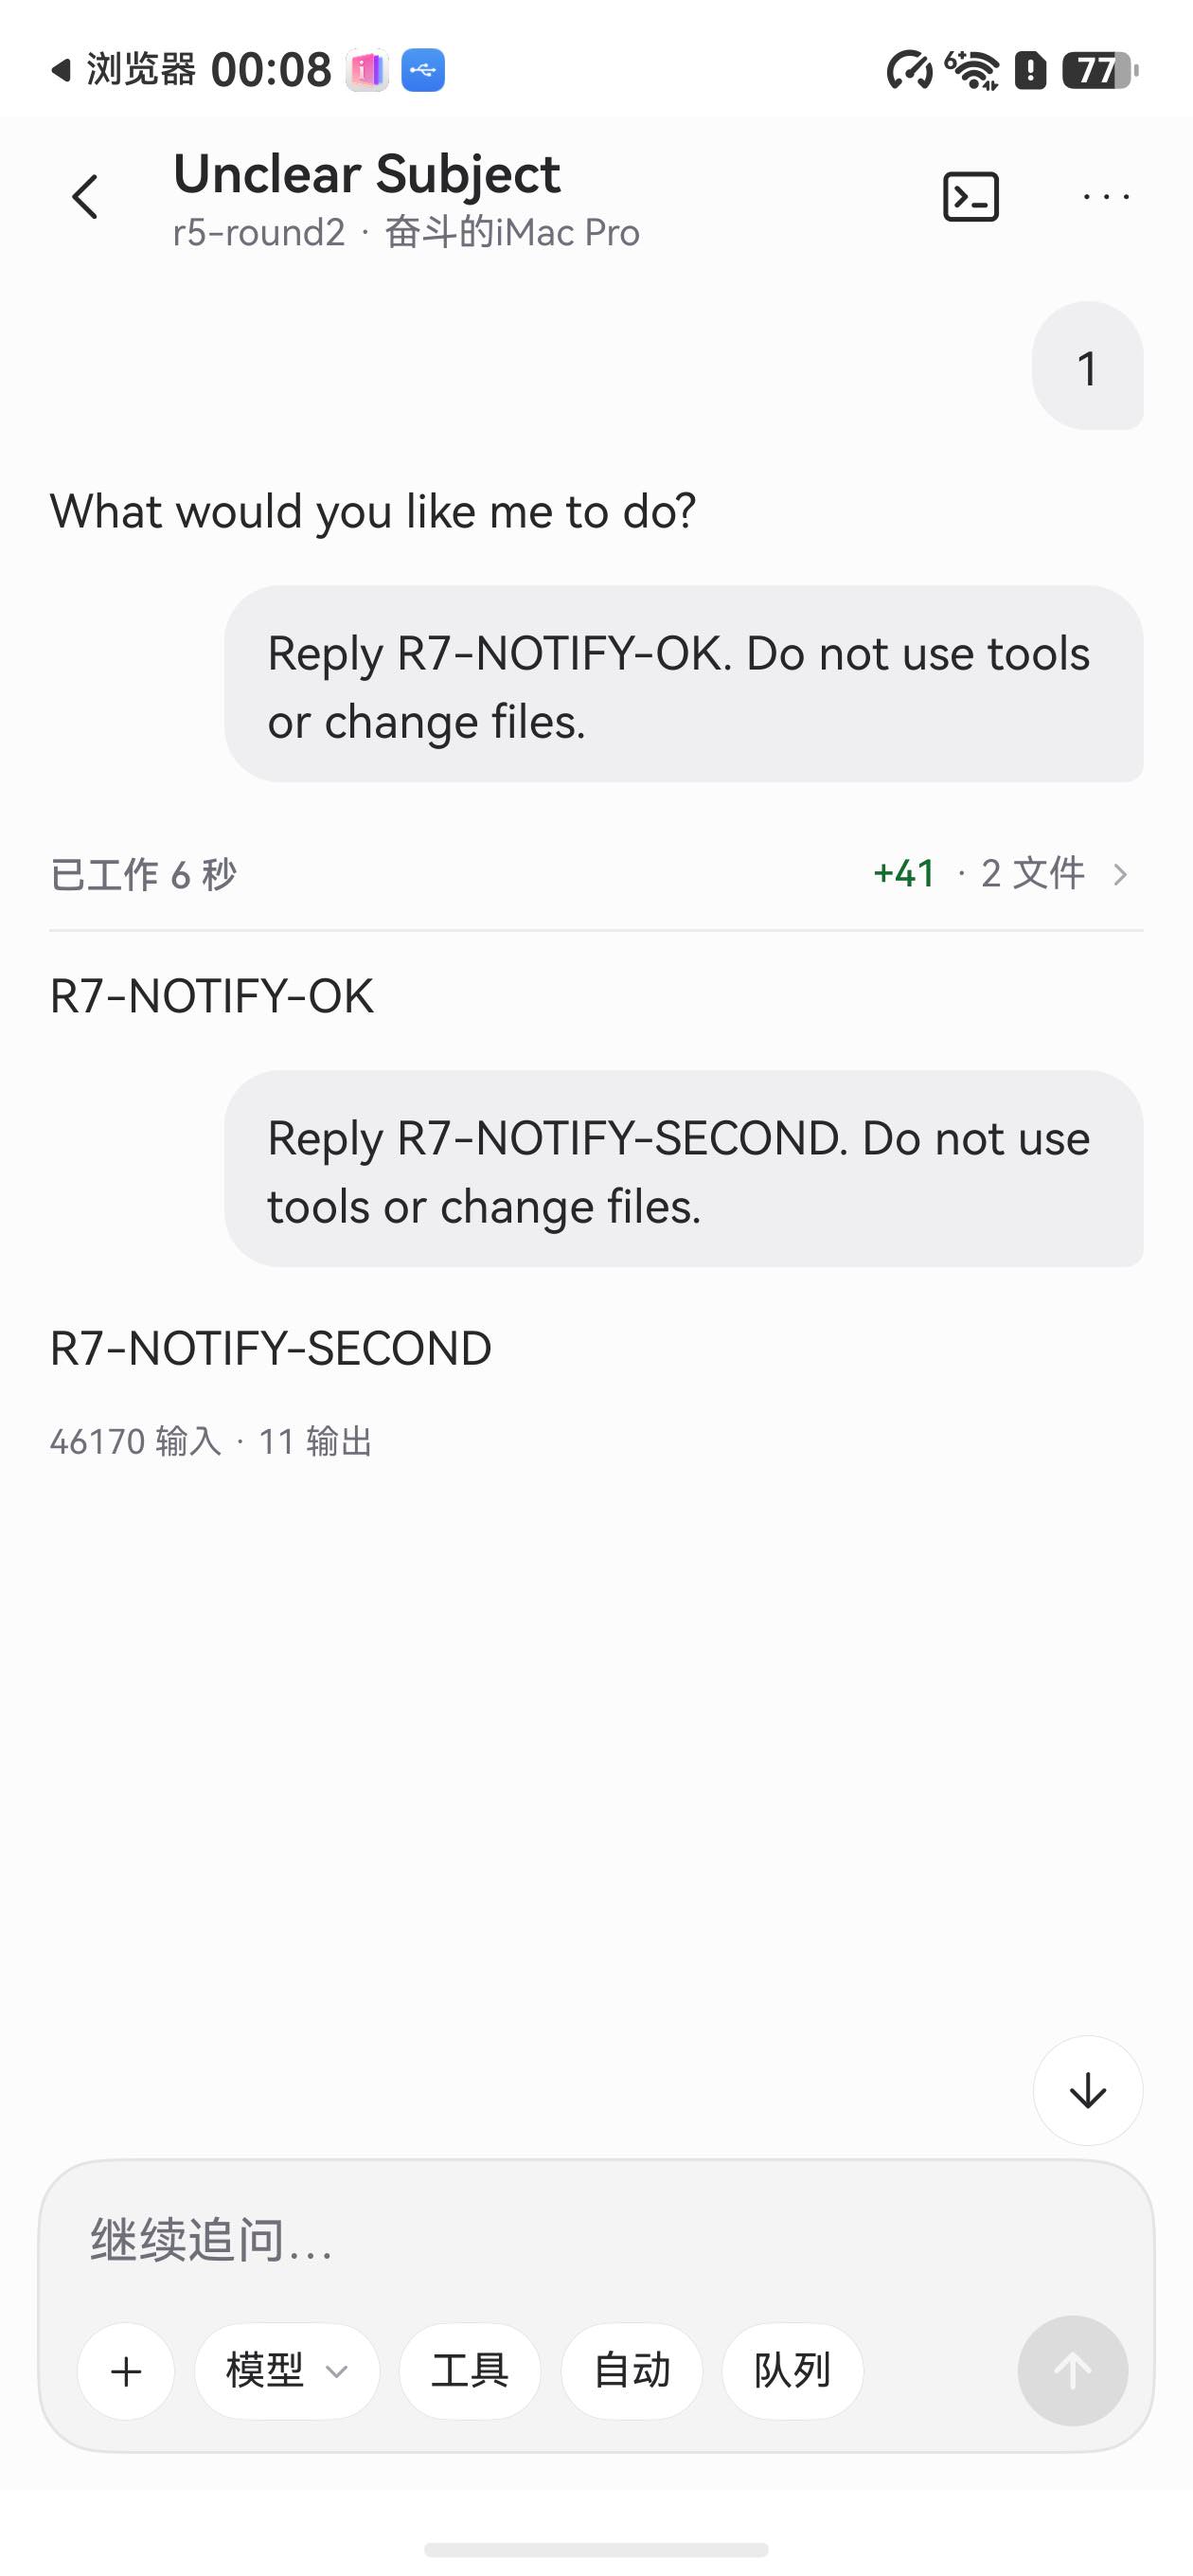 浏览器 00:08
6+
77
Unclear Subject
r5-round2 · 奋斗的iMac Pro
1
What would you like me to do?
Reply R7-NOTIFY-OK. Do not use tools
or change files.
已工作 6 秒 +41 · 2 文件
R7-NOTIFY-OK
Reply R7-NOTIFY-SECOND. Do not use
tools or change files.
R7-NOTIFY-SECOND
46170 输入 · 11 输出
继续追问...
模型 工具 自动 队列